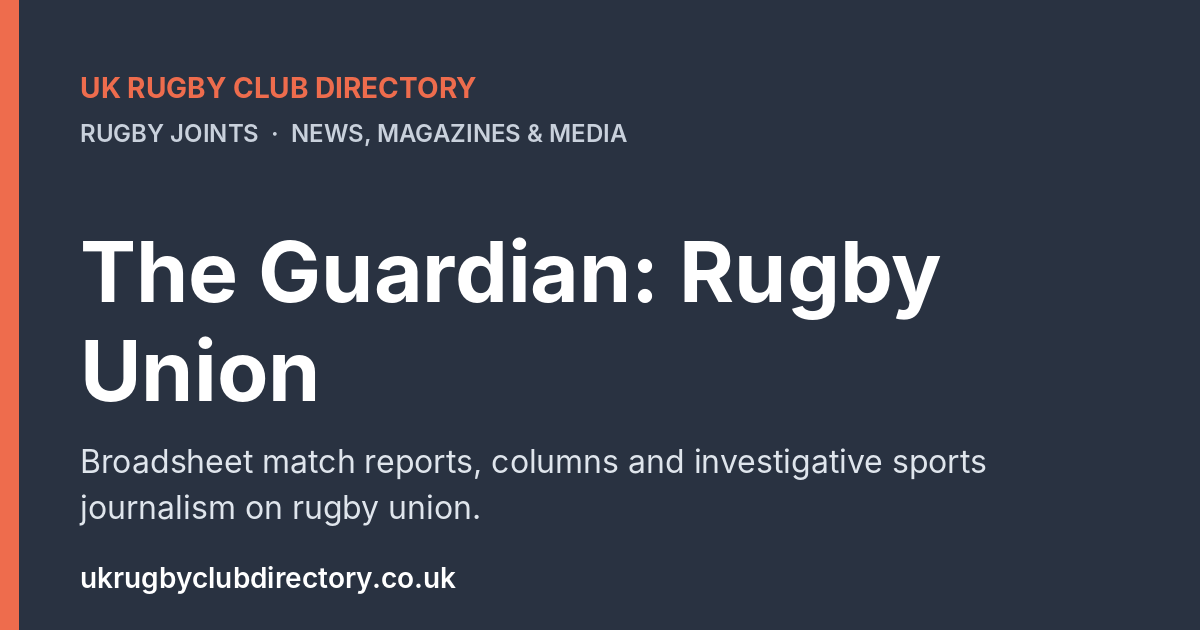 UK RUGBY CLUB DIRECTORY
RUGBY JOINTS · NEWS, MAGAZINES & MEDIA
The Guardian: Rugby
Union
Broadsheet match reports, columns and investigative sports
journalism on rugby union.
ukrugbyclubdirectory.co.uk